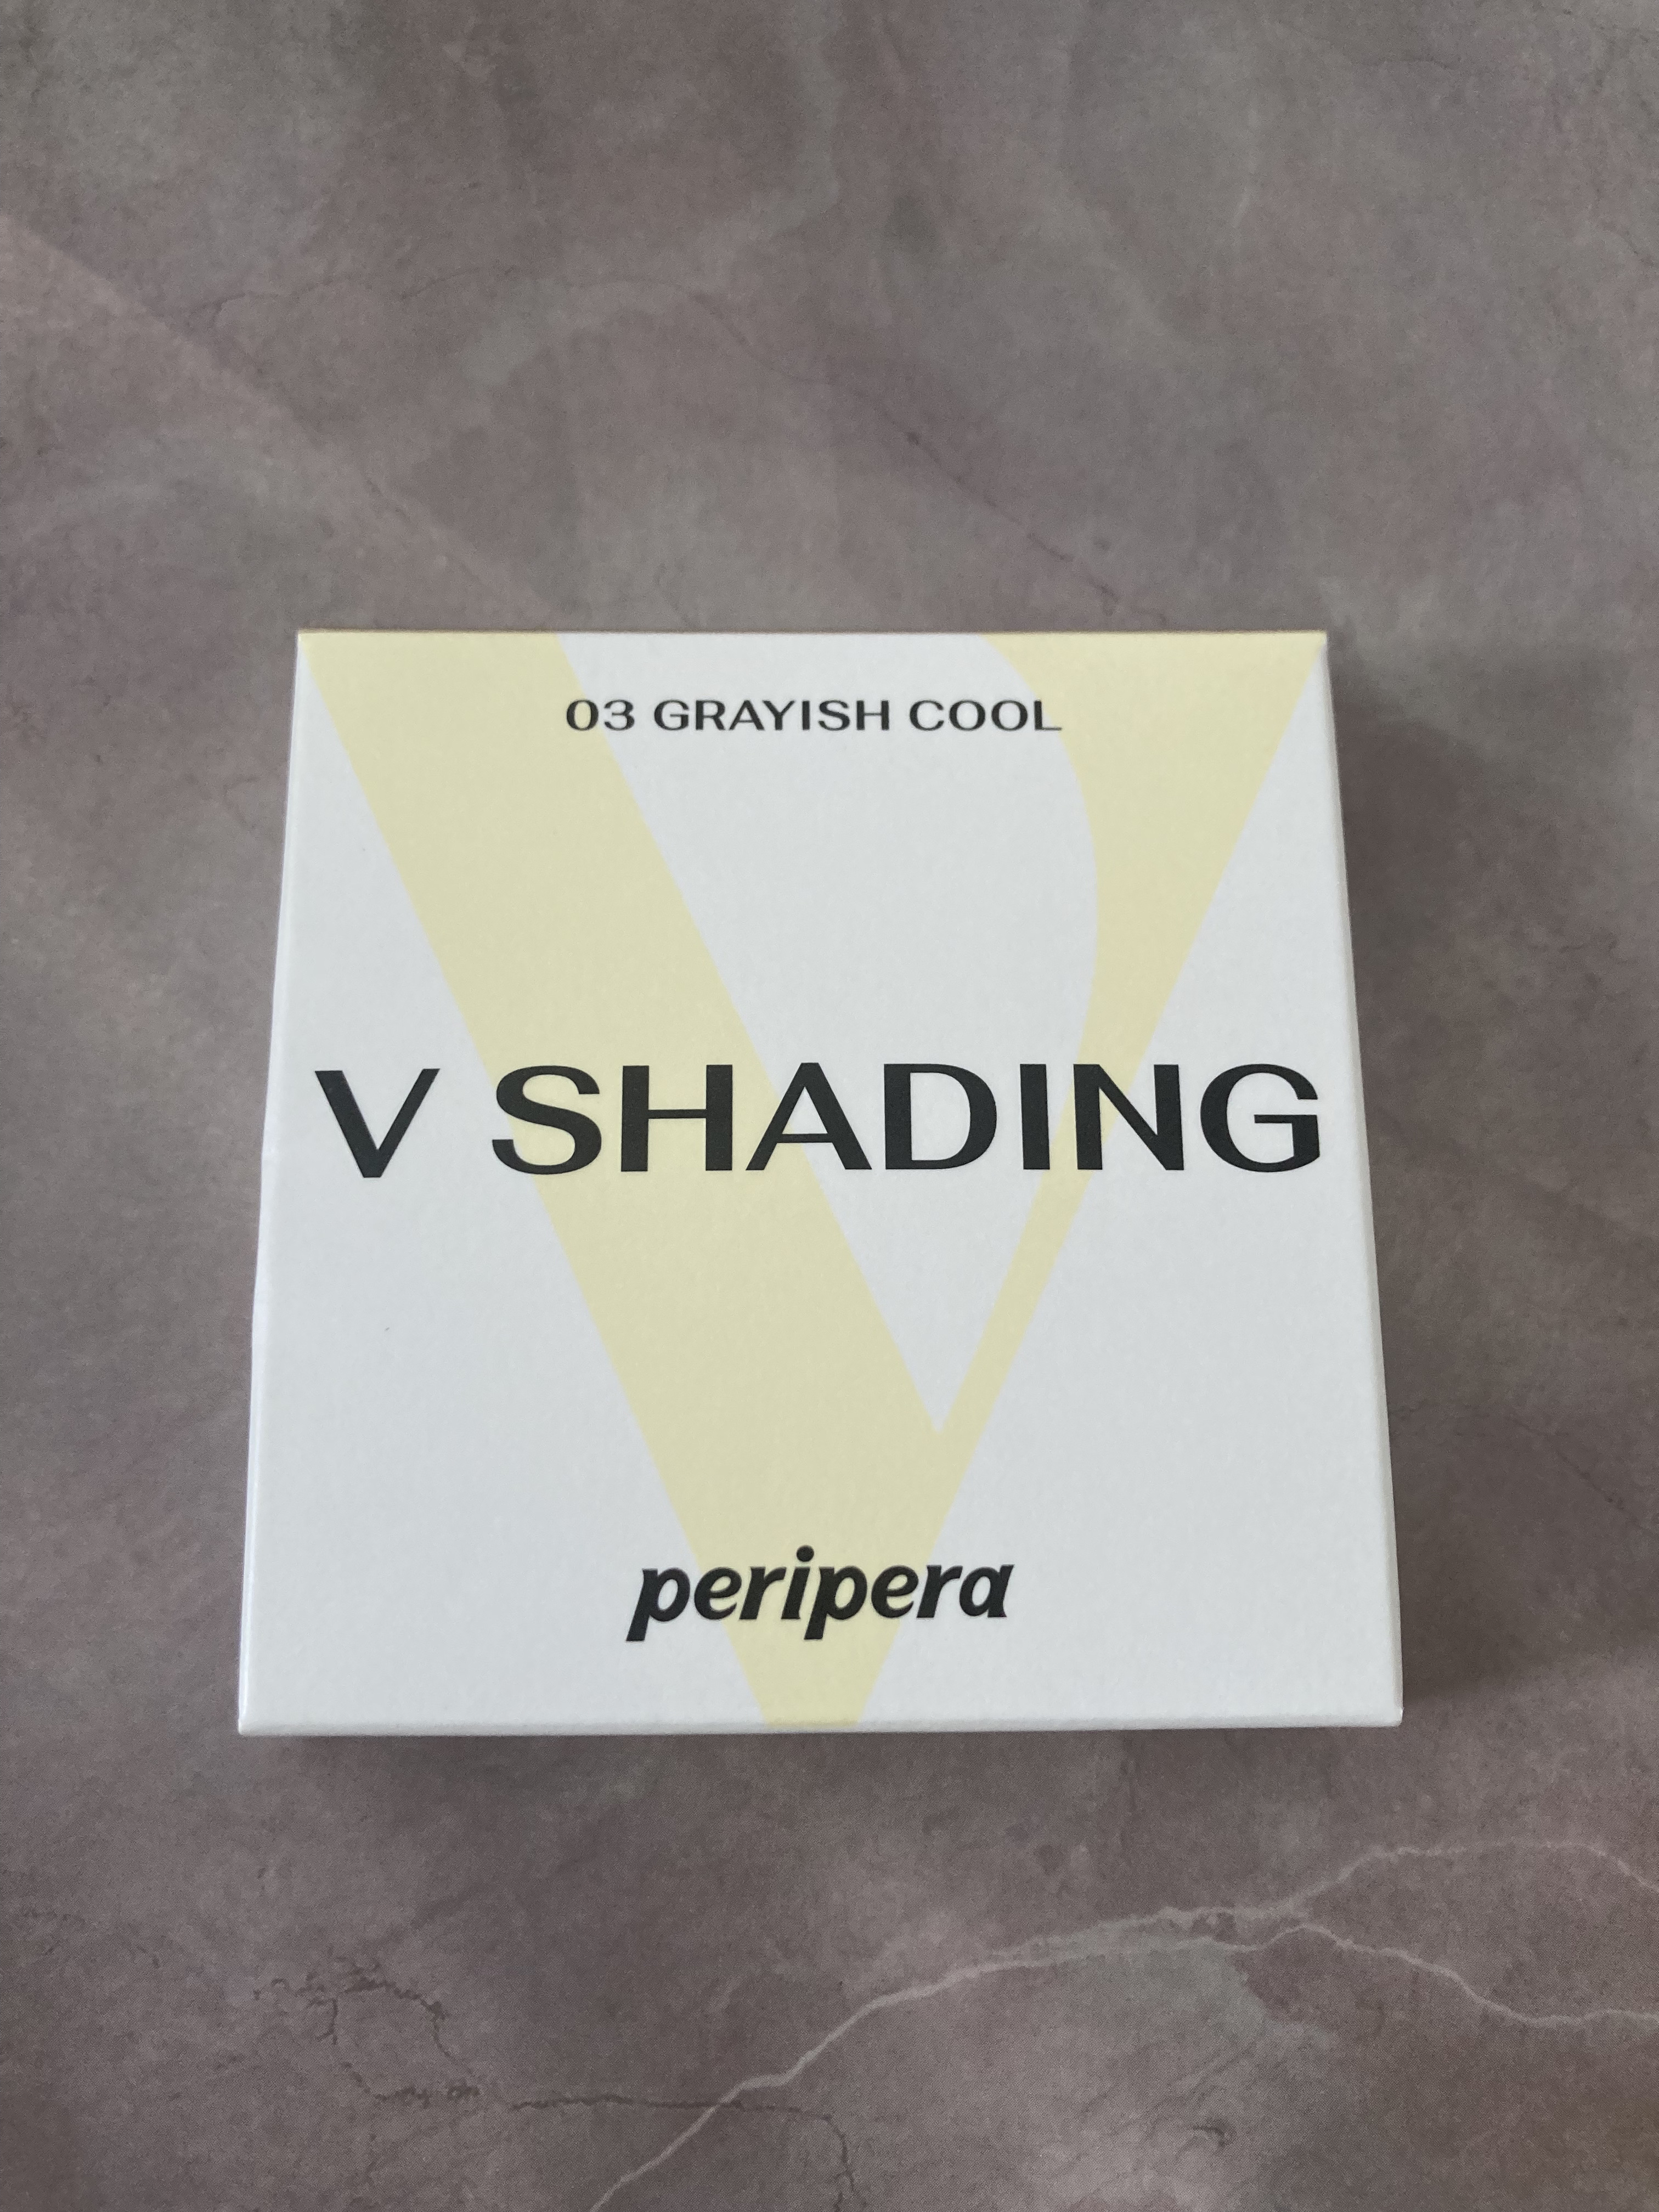 03 GRAYISH COOL
V SHADING
peripera